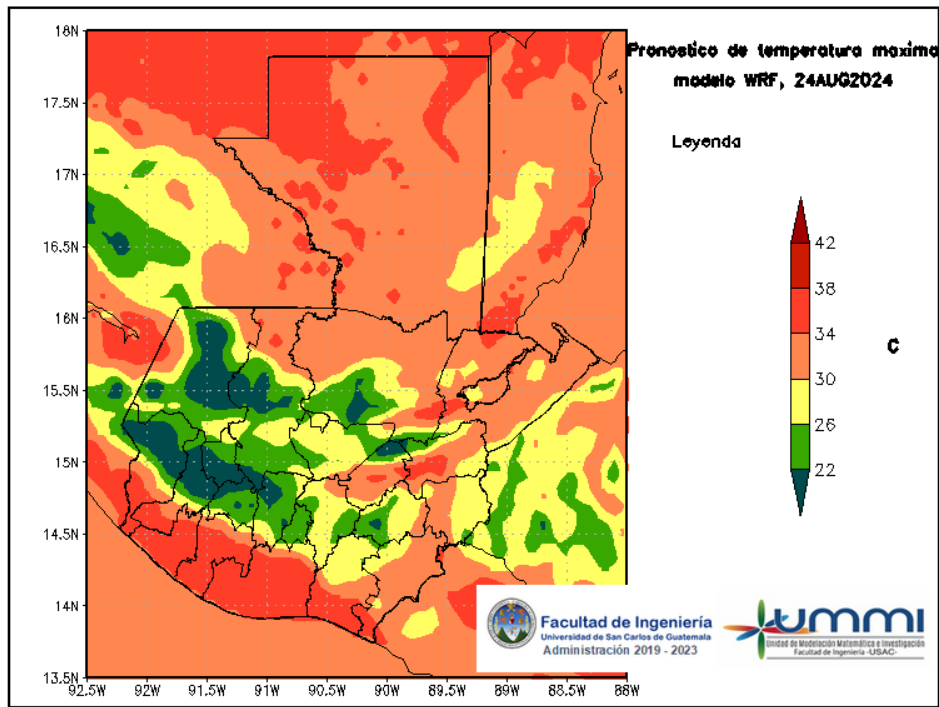 Pronostico de temperatura maxima
modelo WRF, 24AUG2024
Leyenda
42
38
34
30
26
22
C
18N
17.5N
17N
16.5N
16N
15.5N
15N
14.5N
14N
13.5N
92.5W
92W
91.5W
91W
90.5W
90W
89.5W
89W
88.5W
88W
Facultad de Ingeniería
Universidad de San Carlos de Guatemala
Administración 2019 - 2023
ummi
Unidad de Modelación Matemática e Investigación
Facultad de Ingeniería -USAC-